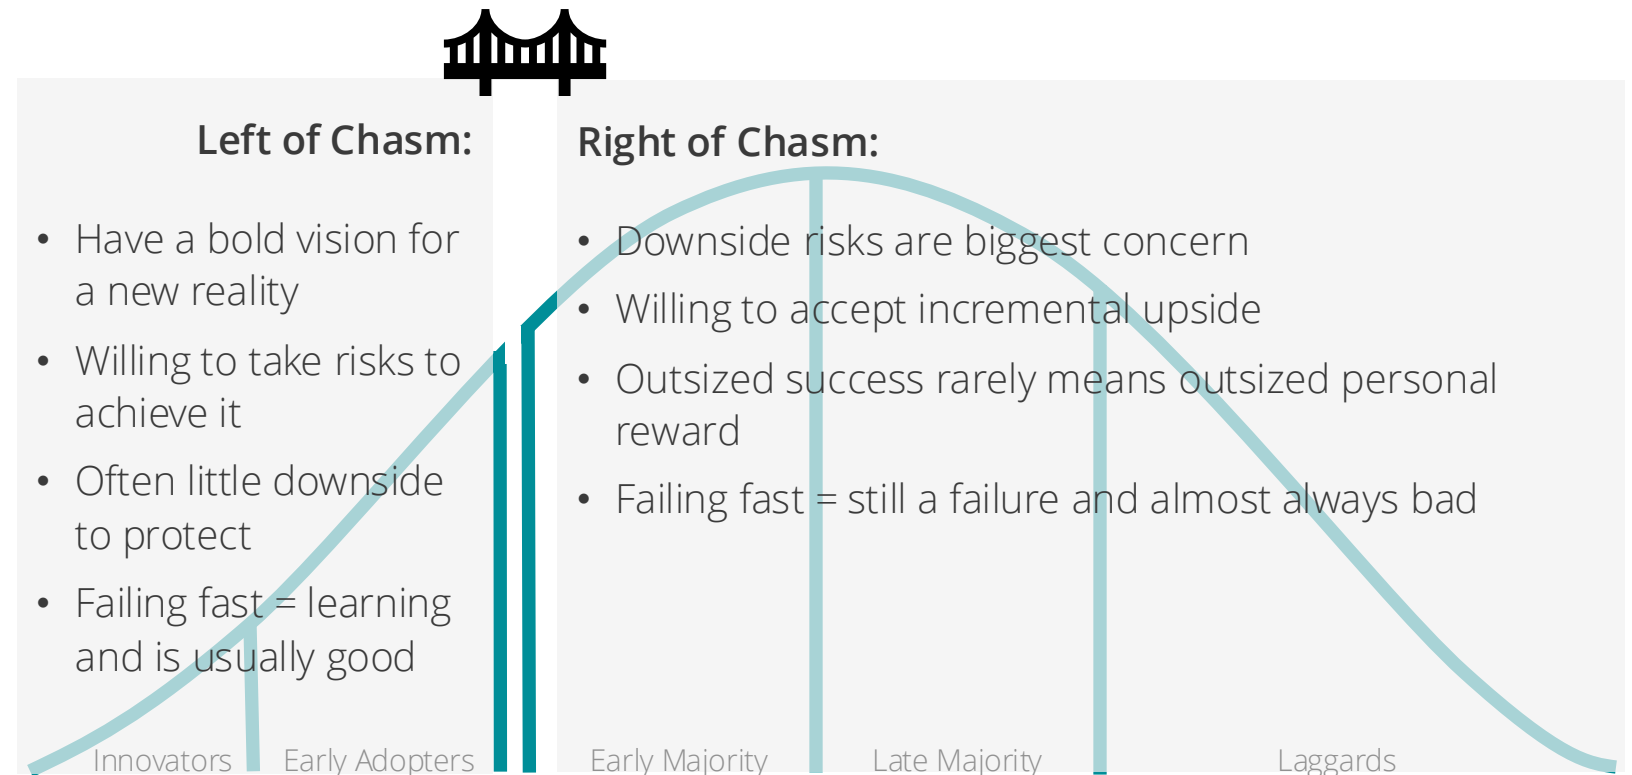 Left of Chasm:
• Have a bold vision for
a new reality
• Willing to take risks to
achieve it
• Often little downside
to protect
• Failing fast = learning
and is usually good
Right of Chasm:
• Downside risks are biggest concern
• Willing to accept incremental upside
• Outsized success rarely means outsized personal
reward
• Failing fast = still a failure and almost always bad
Innovators
Early Adopters
Early Majority
Late Majority
Laggards